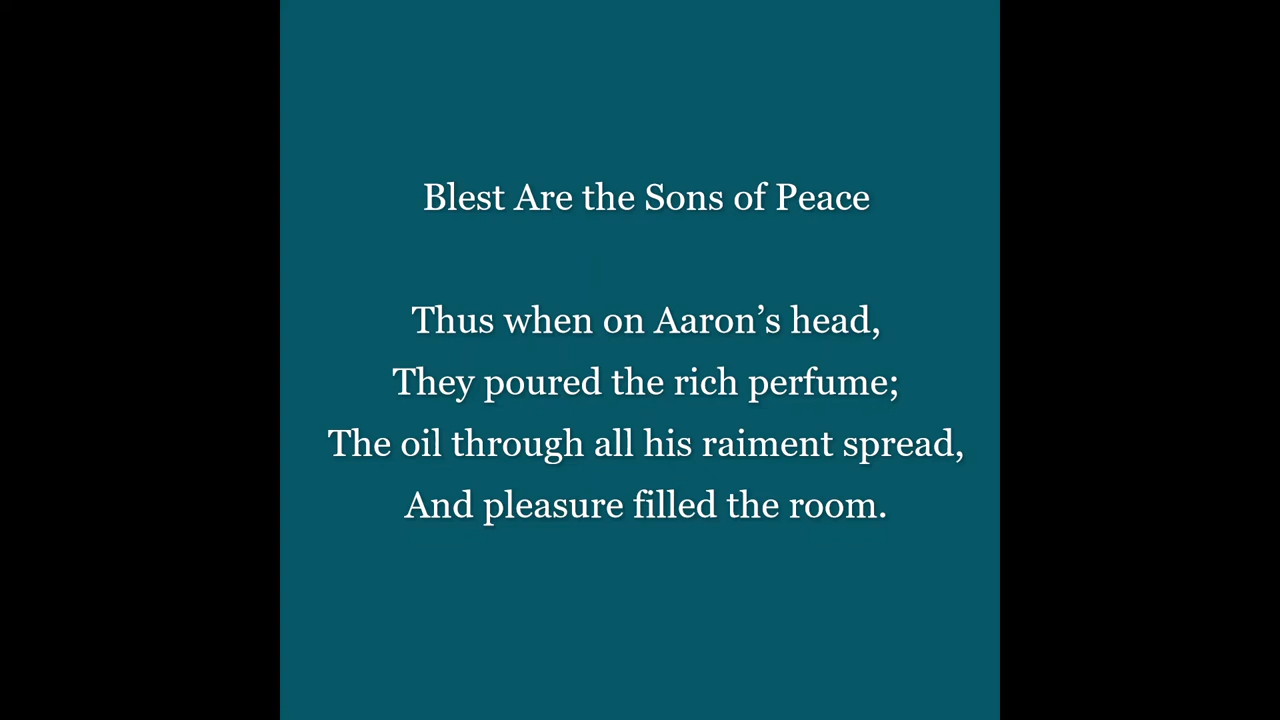 Blest Are the Sons of Peace
Thus when on Aaron’s head,
They poured the rich perfume;
The oil through all his raiment spread,
And pleasure filled the room.